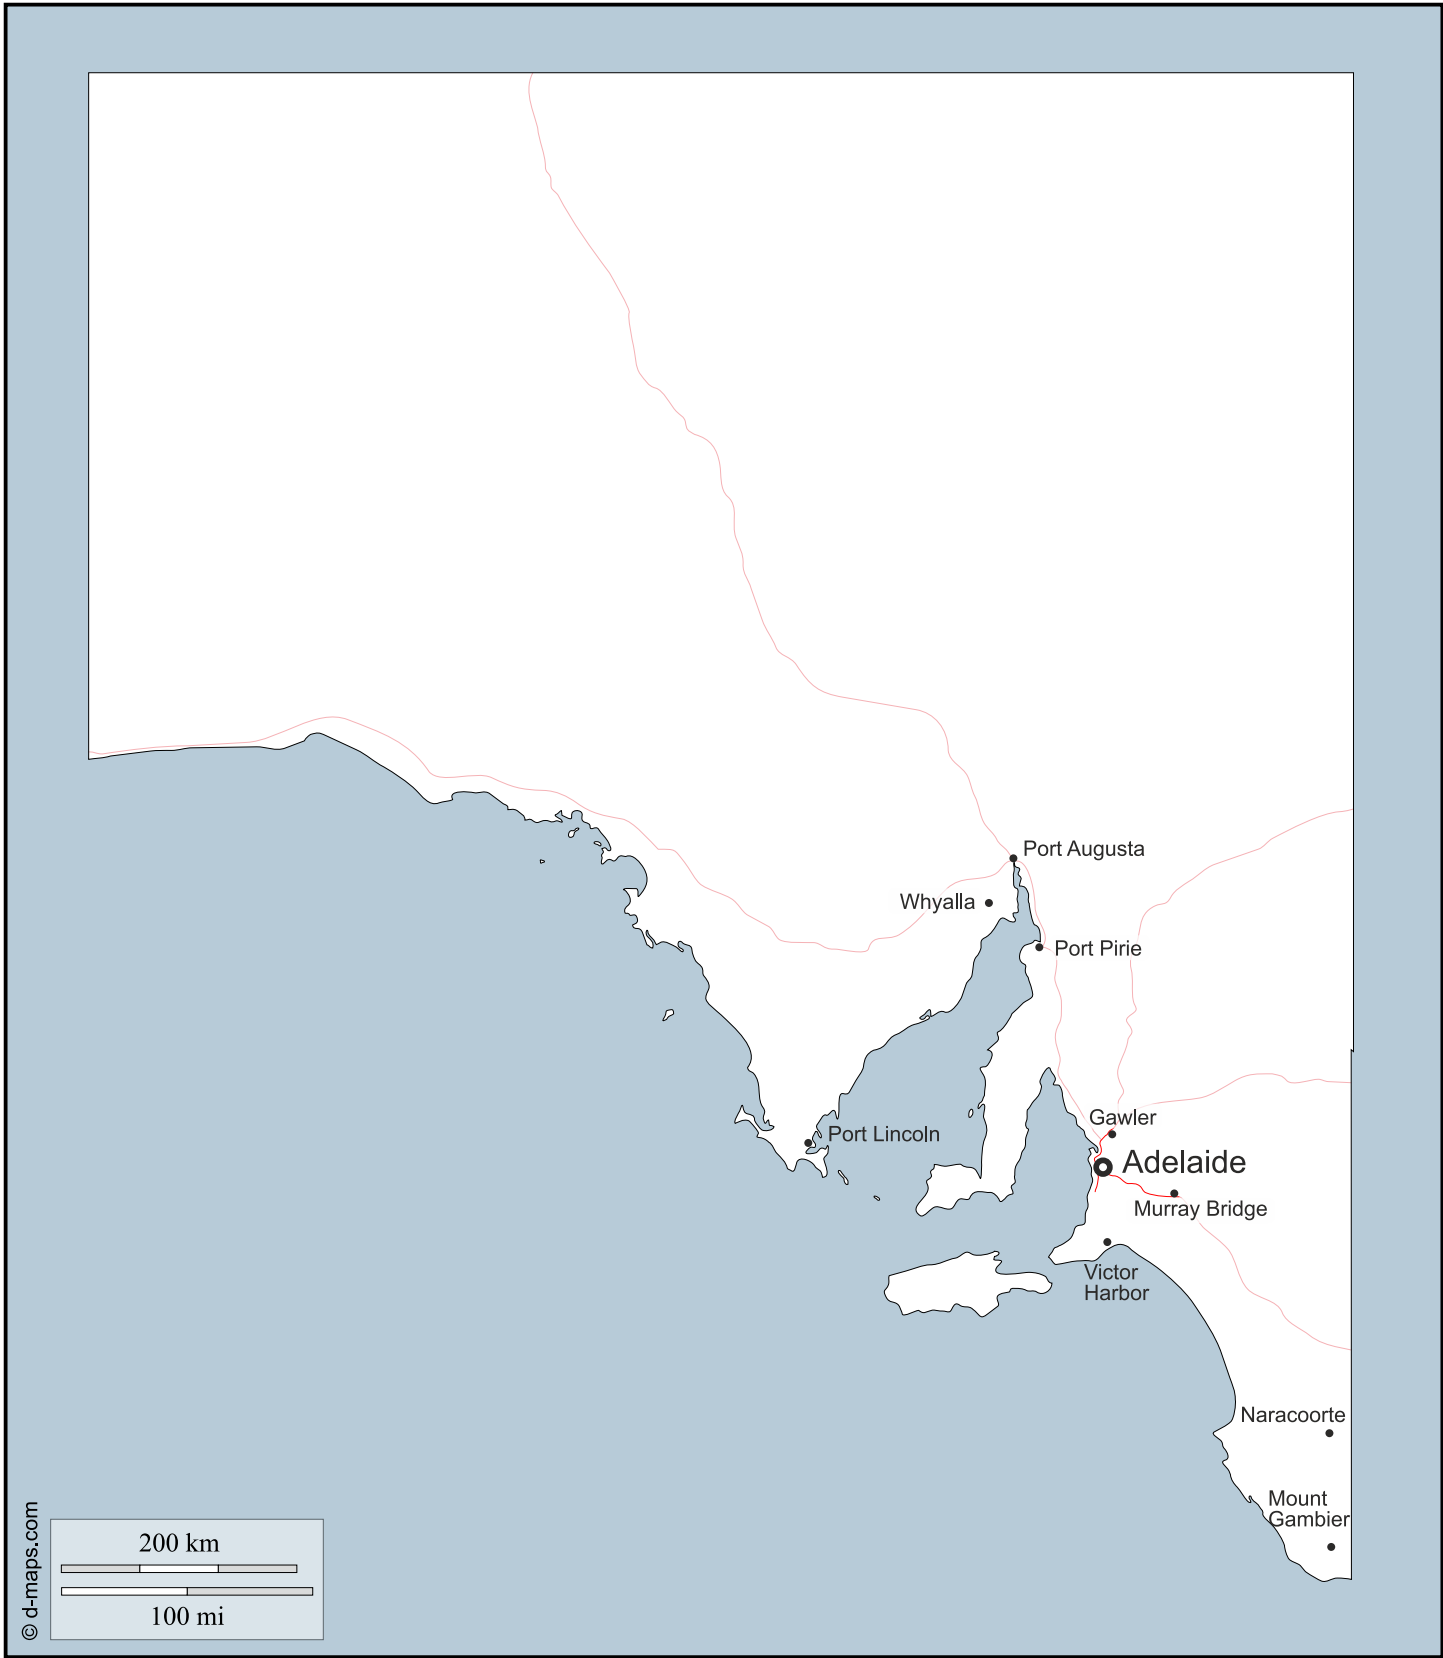 Port Augusta
Whyalla
Port Pirie
Gawler
Port Lincoln
Adelaide
Murray Bridge
Victor
Harbor
Naracoorte
Mount
Gambier
200 km
100 mi
© d-maps.com